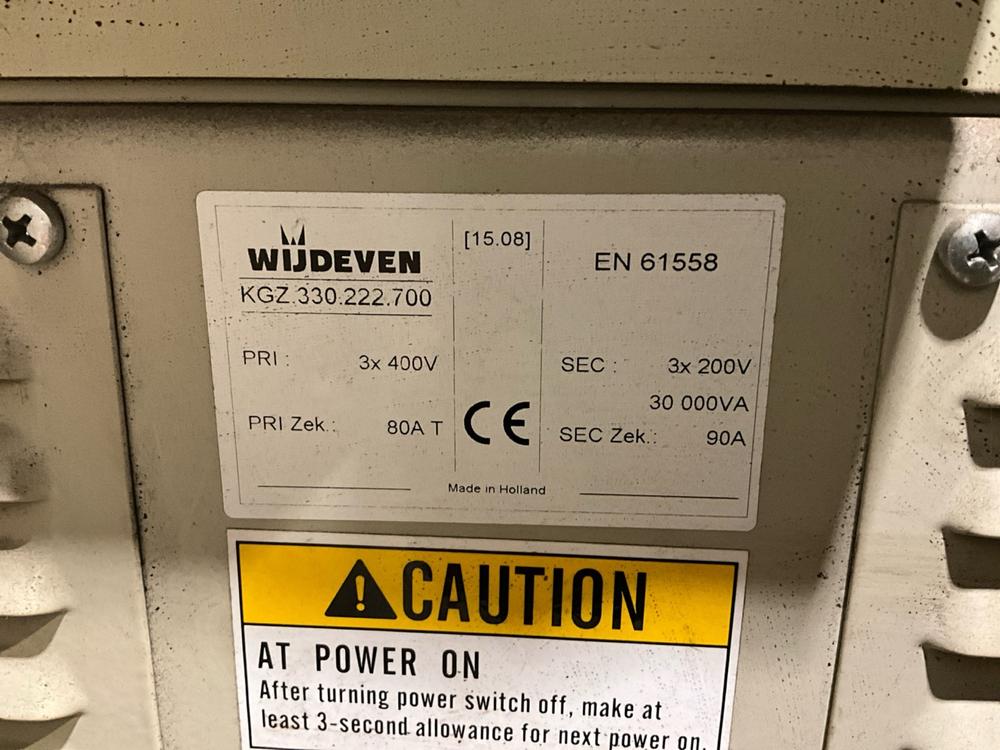 WIJDEVEN
KGZ.330.222.700
[15.08]
EN 61558
PRI : 3x 400V
SEC : 3x 200V
30 000VA
PRI Zek.: 80A T
CE
SEC Zek.: 90A
Made in Holland
CAUTION
AT POWER ON
After turning power switch off, make at
least 3-second allowance for next power on.